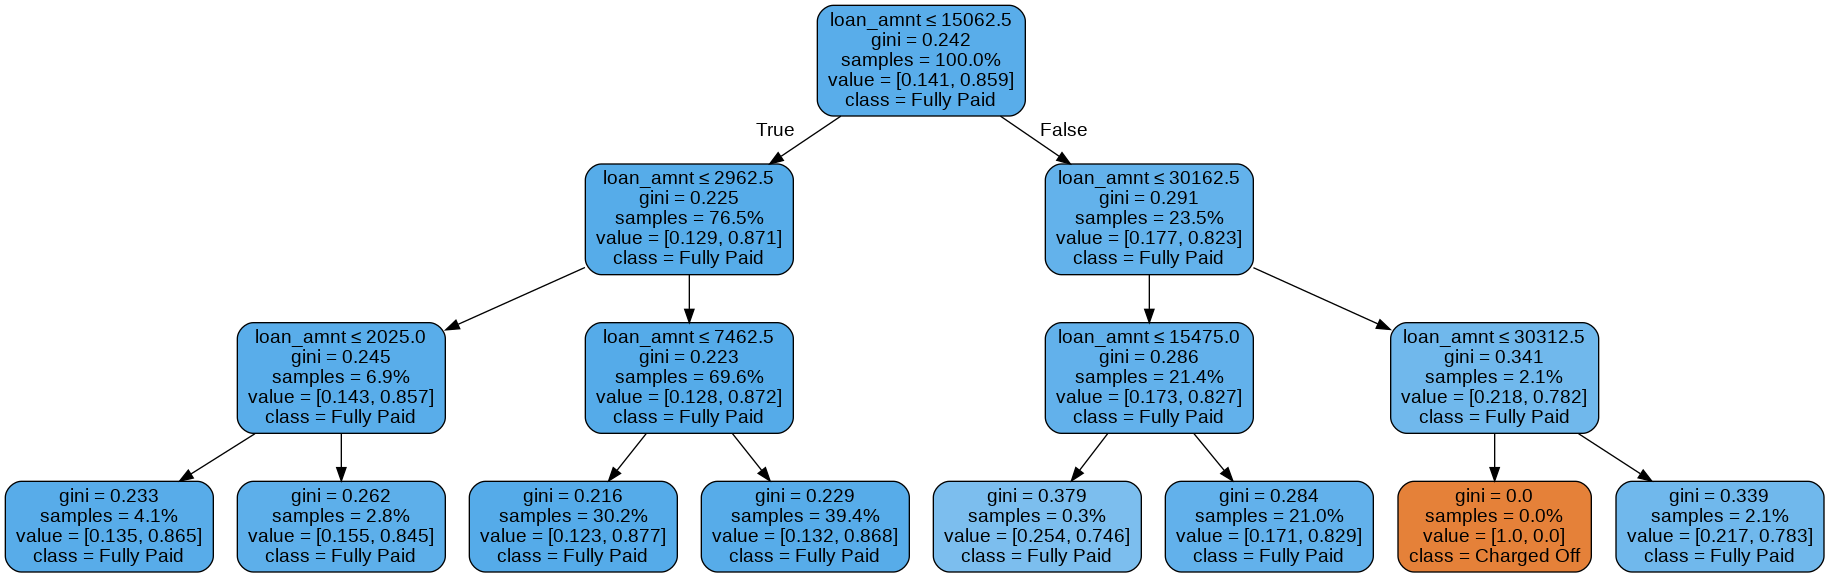 loan_amnt ≤ 15062.5
gini = 0.242
samples = 100.0%
value = [0.141, 0.859]
class = Fully Paid
True
False
loan_amnt ≤ 2962.5
gini = 0.225
samples = 76.5%
value = [0.129, 0.871]
class = Fully Paid
loan_amnt ≤ 30162.5
gini = 0.291
samples = 23.5%
value = [0.177, 0.823]
class = Fully Paid
loan_amnt ≤ 2025.0
gini = 0.245
samples = 6.9%
value = [0.143, 0.857]
class = Fully Paid
loan_amnt ≤ 7462.5
gini = 0.223
samples = 69.6%
value = [0.128, 0.872]
class = Fully Paid
loan_amnt ≤ 15475.0
gini = 0.286
samples = 21.4%
value = [0.173, 0.827]
class = Fully Paid
loan_amnt ≤ 30312.5
gini = 0.341
samples = 2.1%
value = [0.218, 0.782]
class = Fully Paid
gini = 0.233
samples = 4.1%
value = [0.135, 0.865]
class = Fully Paid
gini = 0.262
samples = 2.8%
value = [0.155, 0.845]
class = Fully Paid
gini = 0.216
samples = 30.2%
value = [0.123, 0.877]
class = Fully Paid
gini = 0.229
samples = 39.4%
value = [0.132, 0.868]
class = Fully Paid
gini = 0.379
samples = 0.3%
value = [0.254, 0.746]
class = Fully Paid
gini = 0.284
samples = 21.0%
value = [0.171, 0.829]
class = Fully Paid
gini = 0.0
samples = 0.0%
value = [1.0, 0.0]
class = Charged Off
gini = 0.339
samples = 2.1%
value = [0.217, 0.783]
class = Fully Paid